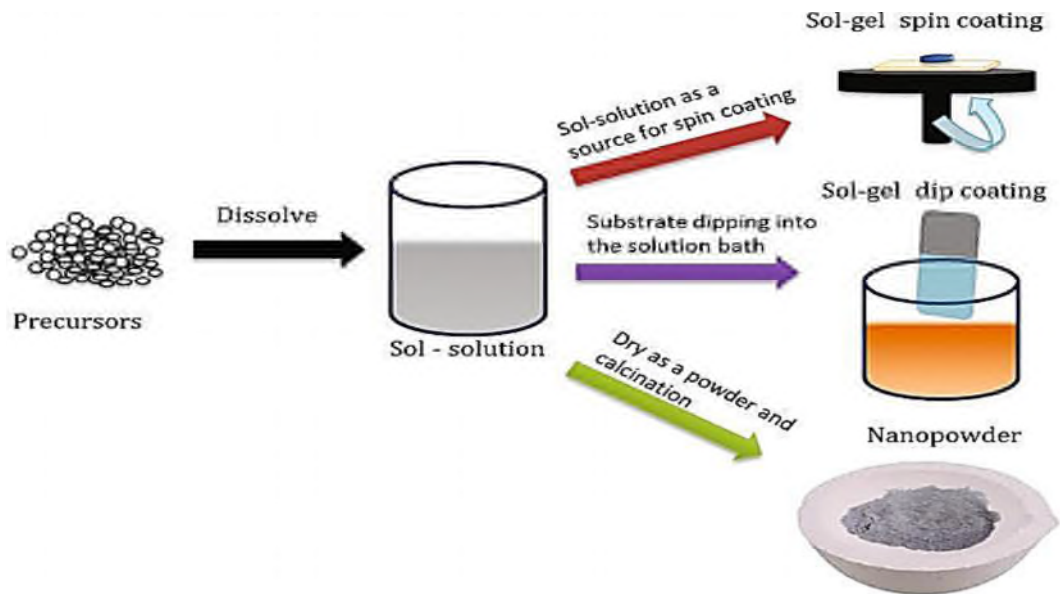 Precursors
Dissolve
Sol - solution
Sol-solution as a
source for spin coating
Sol-gel spin coating
Substrate dipping into
the solution bath
Sol-gel dip coating
Dry as a powder and
calcination
Nanopowder